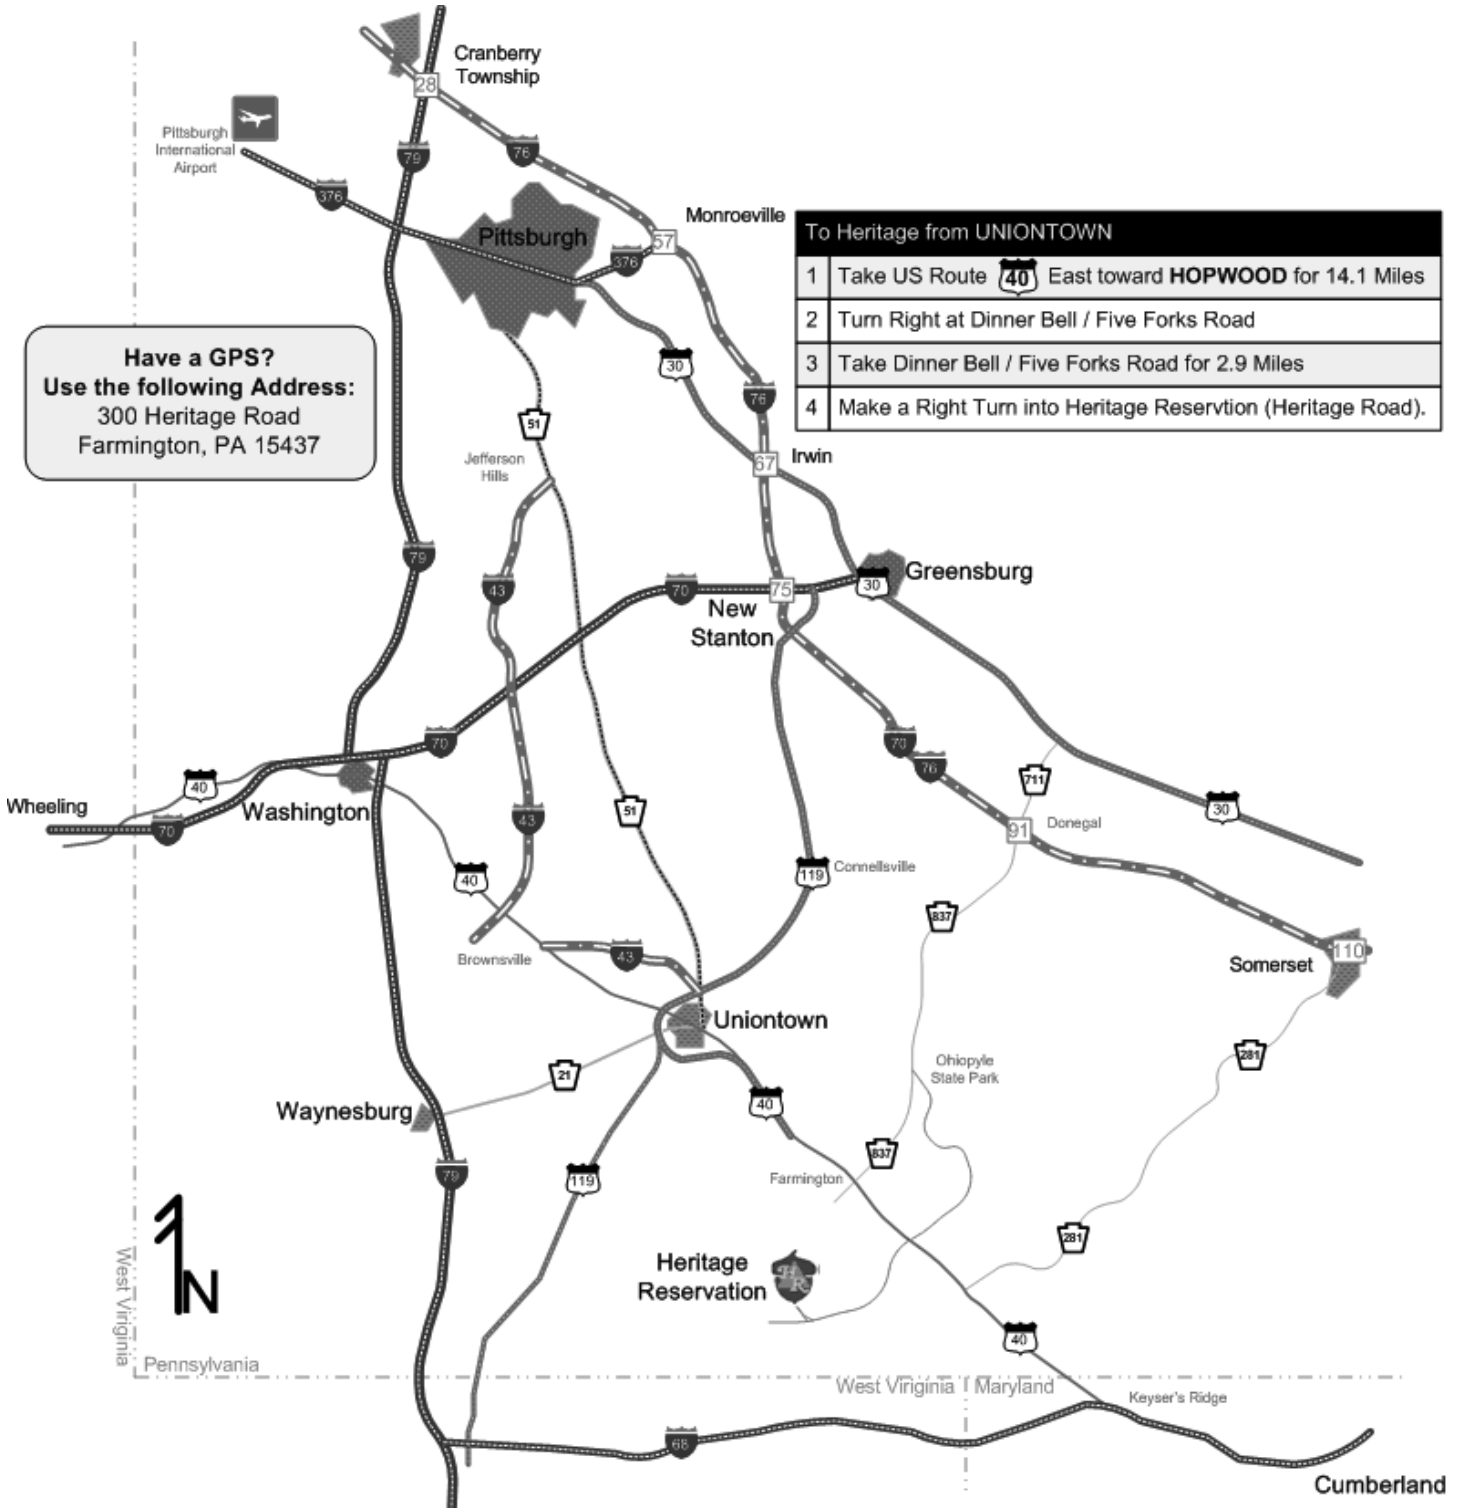 Cranberry
Township
28
Pittsburgh
International
Airport
79
76
376
Monroeville
Pittsburgh
57
376
To Heritage from UNIONTOWN
1 Take US Route 40 East toward HOPWOOD for 14.1 Miles
2 Turn Right at Dinner Bell / Five Forks Road
3 Take Dinner Bell / Five Forks Road for 2.9 Miles
4 Make a Right Turn into Heritage Reservtion (Heritage Road).
Have a GPS?
Use the following Address:
300 Heritage Road
Farmington, PA 15437
30
76
51
Jefferson
Hills
67
Irwin
79
43
70
75
30
Greensburg
New
Stanton
70
70
76
711
40
Wheeling
70
Washington
43
51
91
Donegal
30
40
119
Connellsville
837
Brownsville
43
110
Somerset
Uniontown
21
Ohiopyle
State Park
281
Waynesburg
40
79
119
837
Farmington
281
Heritage
Reservation
HR
N
West Viriginia
Pennsylvania
40
West Viriginia
Maryland
Keyser's Ridge
68
Cumberland